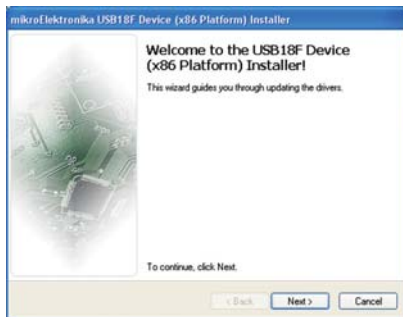 mikroElektronika USB18F Device (x86 Platform) Installer
Welcome to the USB18F Device
(x86 Platform) Installer!
This wizard guides you through updating the drivers.
To continue, click Next.
< Back Next > Cancel